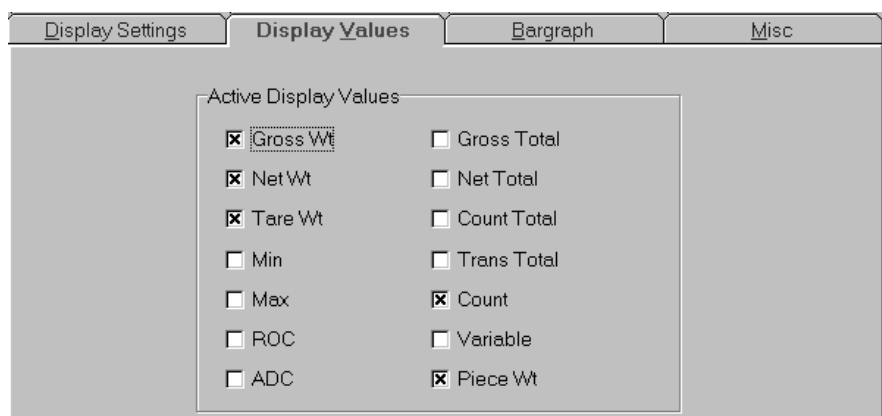 Display Settings Display Values Bargraph Misc
Active Display Values
Gross Wt Gross Total
Net Wt Net Total
Tare Wt Count Total
Min Trans Total
Max Count
ROC Variable
ADC Piece Wt